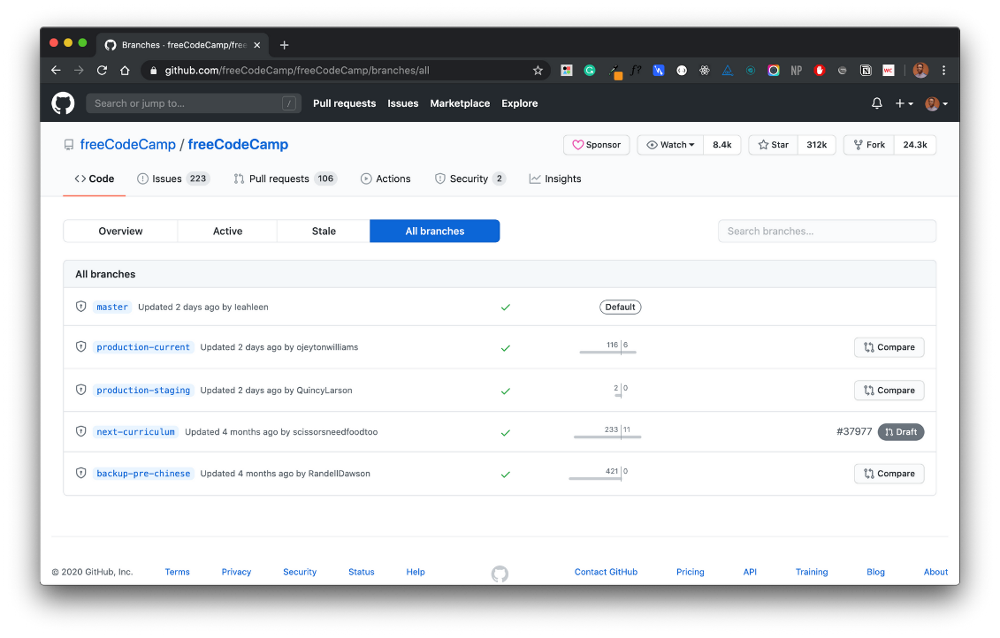 Branches · freeCodeCamp/free
github.com/freeCodeCamp/freeCodeCamp/branches/all
f?
NP
WC
Search or jump to... / Pull requests Issues Marketplace Explore
freeCodeCamp / freeCodeCamp
Sponsor Watch 8.4k Star 312k Fork 24.3k
Code Issues 223 Pull requests 106 Actions Security 2 Insights
Overview Active Stale All branches Search branches...
All branches
master Updated 2 days ago by leahleen Default
production-current Updated 2 days ago by ojeytonwilliams 116 6 Compare
production-staging Updated 2 days ago by QuincyLarson 2 0 Compare
next-curriculum Updated 4 months ago by scissorsneedfoodtoo 233 11 #37977 Draft
backup-pre-chinese Updated 4 months ago by RandellDawson 421 0 Compare
© 2020 GitHub, Inc. Terms Privacy Security Status Help Contact GitHub Pricing API Training Blog About